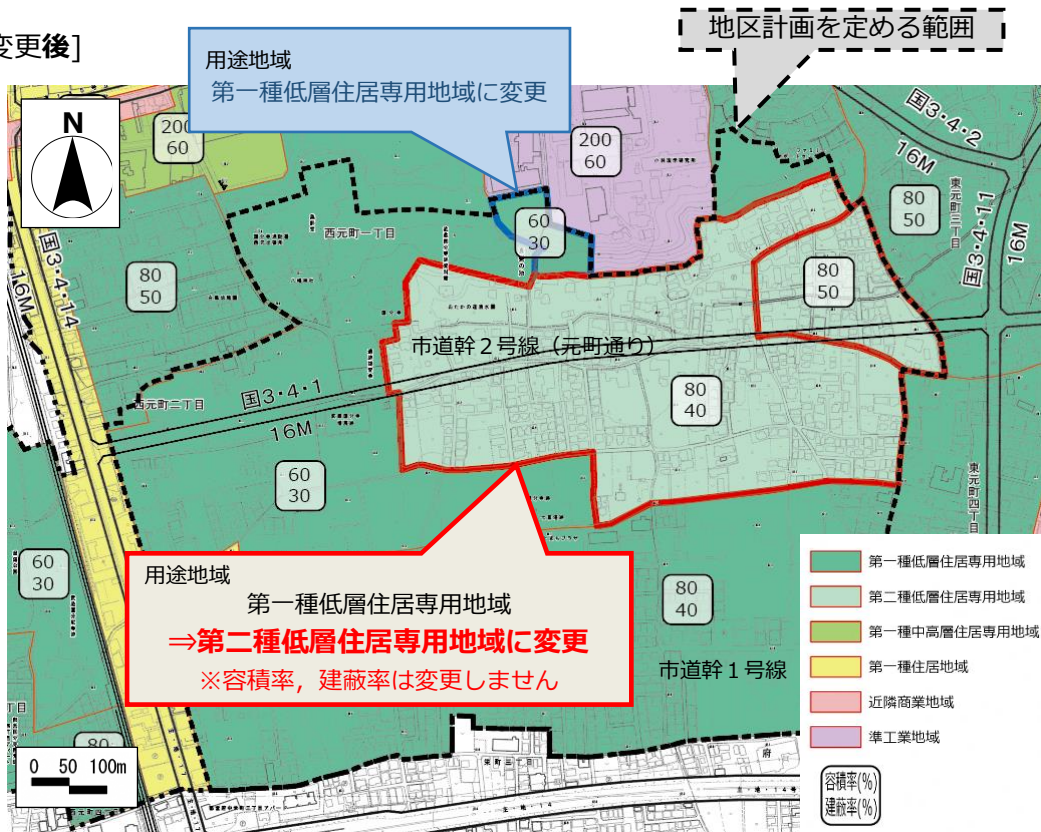 変更後]
地区計画を定める範囲
用途地域
第一種低層住居専用地域に変更
N
200
60
200
60
国3・4・2
16M
東元町三丁目
国3・4・11
16M
80
50
西元町一丁目
60
30
80
50
国3・4・14
16M
80
50
市道幹２号線（元町通り）
西元町二丁目
国3・4・1
16M
80
40
60
30
東元町四丁目
60
30
用途地域
第一種低層住居専用地域
⇒第二種低層住居専用地域に変更
※容積率，建蔽率は変更しません
80
40
市道幹１号線
第一種低層住居専用地域
第二種低層住居専用地域
第一種中高層住居専用地域
第一種住居地域
近隣商業地域
準工業地域
容積率(%)
建蔽率(%)
丁目
80
0 50 100m
栄町三丁目
府